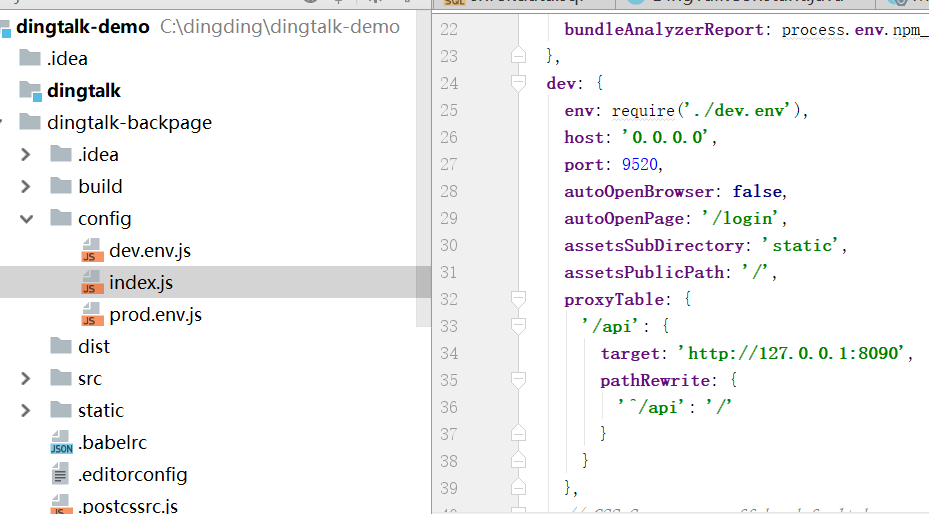 dingtalk-demo C:\dingding\dingtalk-demo
.idea
dingtalk
dingtalk-backpage
.idea
build
config
dev.env.js
index.js
prod.env.js
dist
src
static
.babelrc
.editorconfig
.postcssrc.js
22 bundleAnalyzerReport: process.env.npm_
23 },
24 dev: {
25 env: require('./dev.env'),
26 host: '0.0.0.0',
27 port: 9520,
28 autoOpenBrowser: false,
29 autoOpenPage: '/login',
30 assetsSubDirectory: 'static',
31 assetsPublicPath: '/',
32 proxyTable: {
33 '/api': {
34 target: 'http://127.0.0.1:8090',
35 pathRewrite: {
36 '^/api': '/'
37 }
38 }
39 },